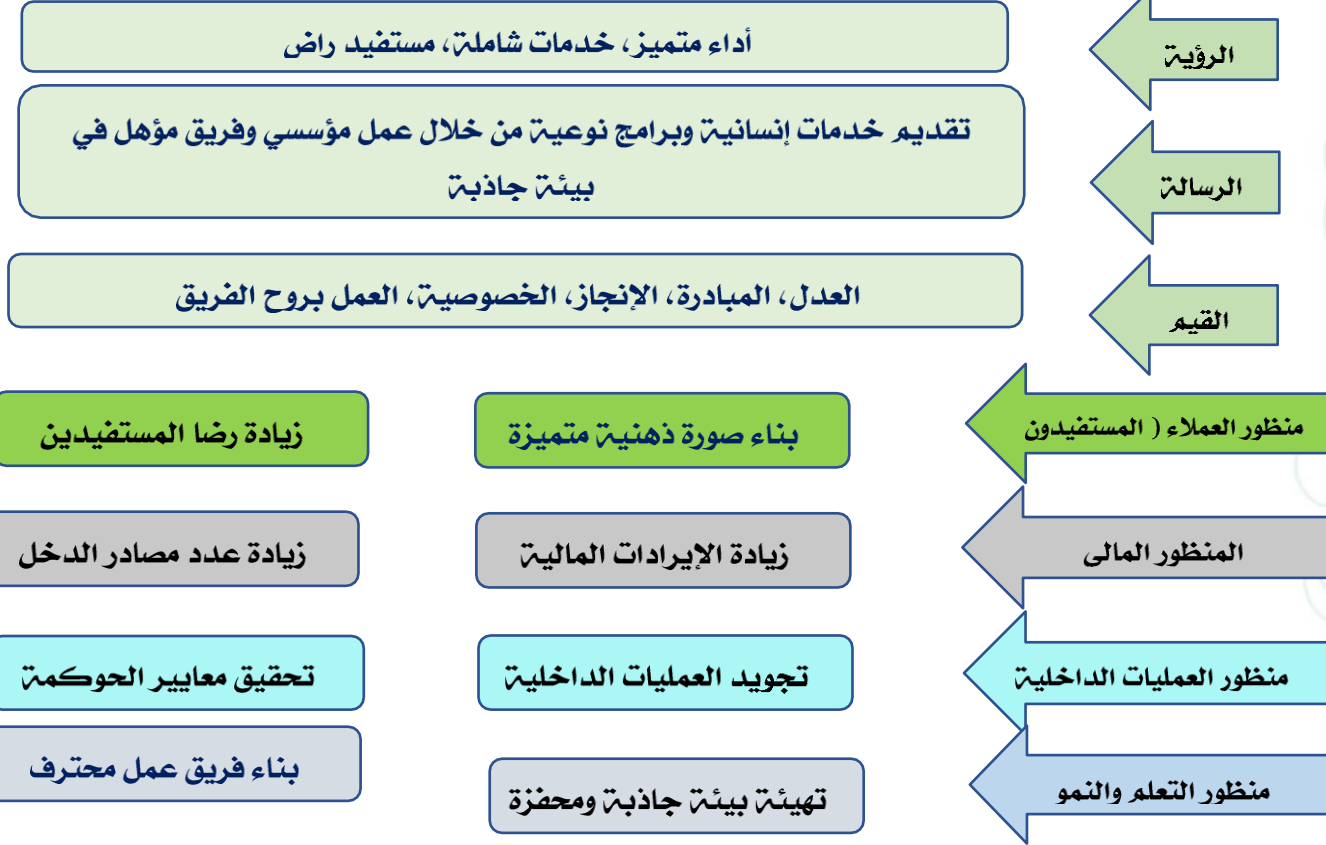 الرؤية
أداء متميز، خدمات شاملة، مستفيد راض
الرسالة
تقديم خدمات إنسانية وبرامج نوعية من خلال عمل مؤسسي وفريق مؤهل في
بيئة جاذبة
القيم
العدل، المبادرة، الإنجاز، الخصوصية، العمل بروح الفريق
منظور العملاء ( المستفيدون
بناء صورة ذهنية متميزة
زيادة رضا المستفيدين
المنظور المالى
زيادة الإيرادات المالية
زيادة عدد مصادر الدخل
منظور العمليات الداخلية
تجويد العمليات الداخلية
تحقيق معايير الحوكمة
منظور التعلم والنمو
تهيئة بيئة جاذبة ومحفزة
بناء فريق عمل محترف